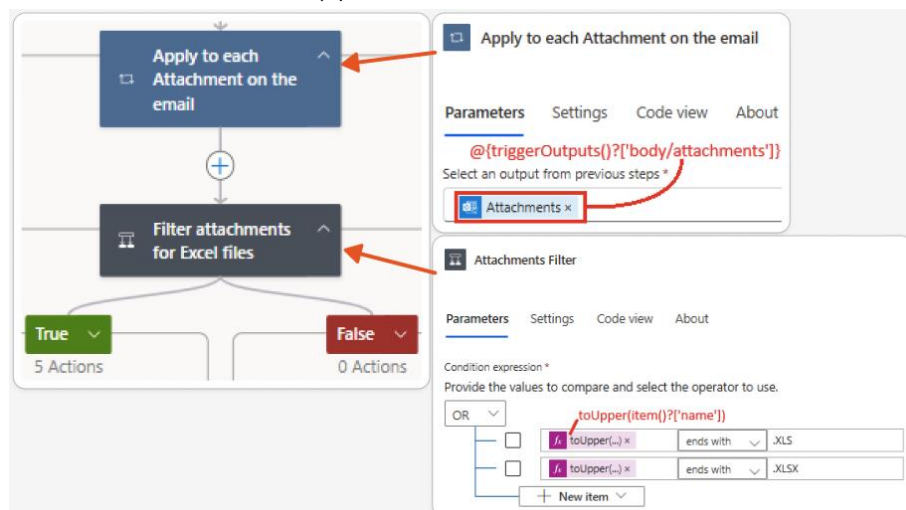 Apply to each
Attachment on the
email
Filter attachments
for Excel files
True
False
5 Actions
0 Actions
Apply to each Attachment on the email
Parameters Settings Code view About
@{triggerOutputs()?['body/attachments']}
Select an output from previous steps *
Attachments ×
Attachments Filter
Parameters Settings Code view About
Condition expression *
Provide the values to compare and select the operator to use.
OR
toUpper(item()?['name'])
fx toUpper(...) × ends with .XLS
fx toUpper(...) × ends with .XLSX
+ New item